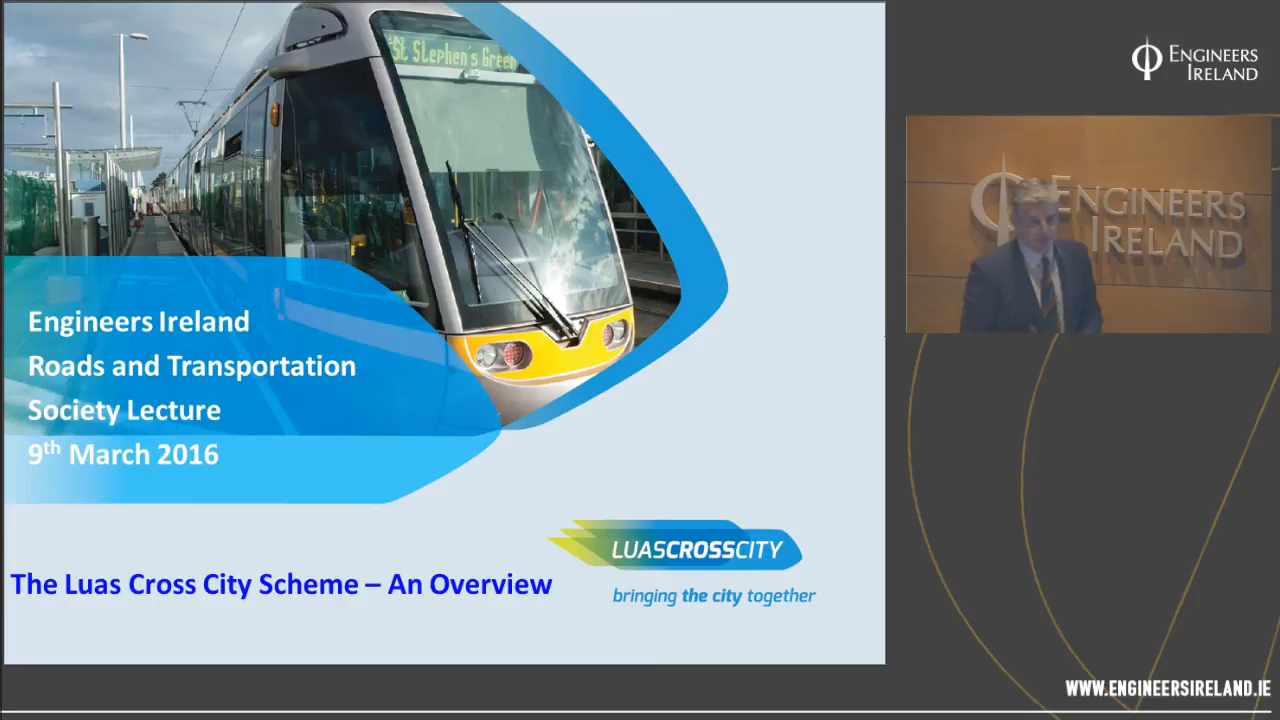 St Stephen's Green
Engineers Ireland
Roads and Transportation
Society Lecture
9th March 2016
LUASCROSSCITY
bringing the city together
The Luas Cross City Scheme – An Overview
ENGINEERS
IRELAND
ENGINEERS
IRELAND
WWW.ENGINEERSIRELAND.IE